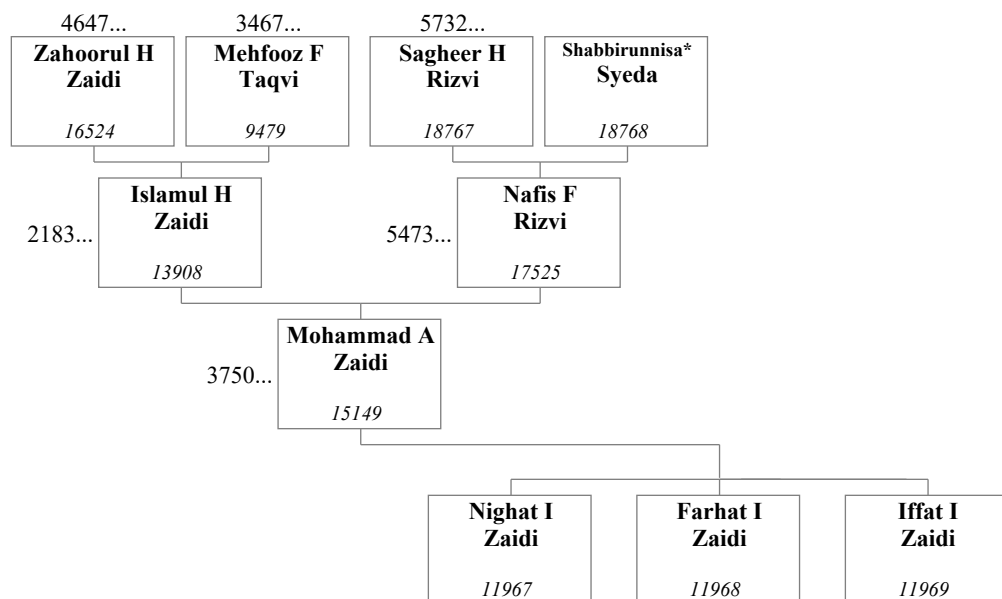 4647...
3467...
5732...
Zahoorul H
Zaidi
16524
Mehfooz F
Taqvi
9479
Sagheer H
Rizvi
18767
Shabbirunnisa*
Syeda
18768
2183...
Islamul H
Zaidi
13908
5473...
Nafis F
Rizvi
17525
3750...
Mohammad A
Zaidi
15149
Nighat I
Zaidi
11967
Farhat I
Zaidi
11968
Iffat I
Zaidi
11969